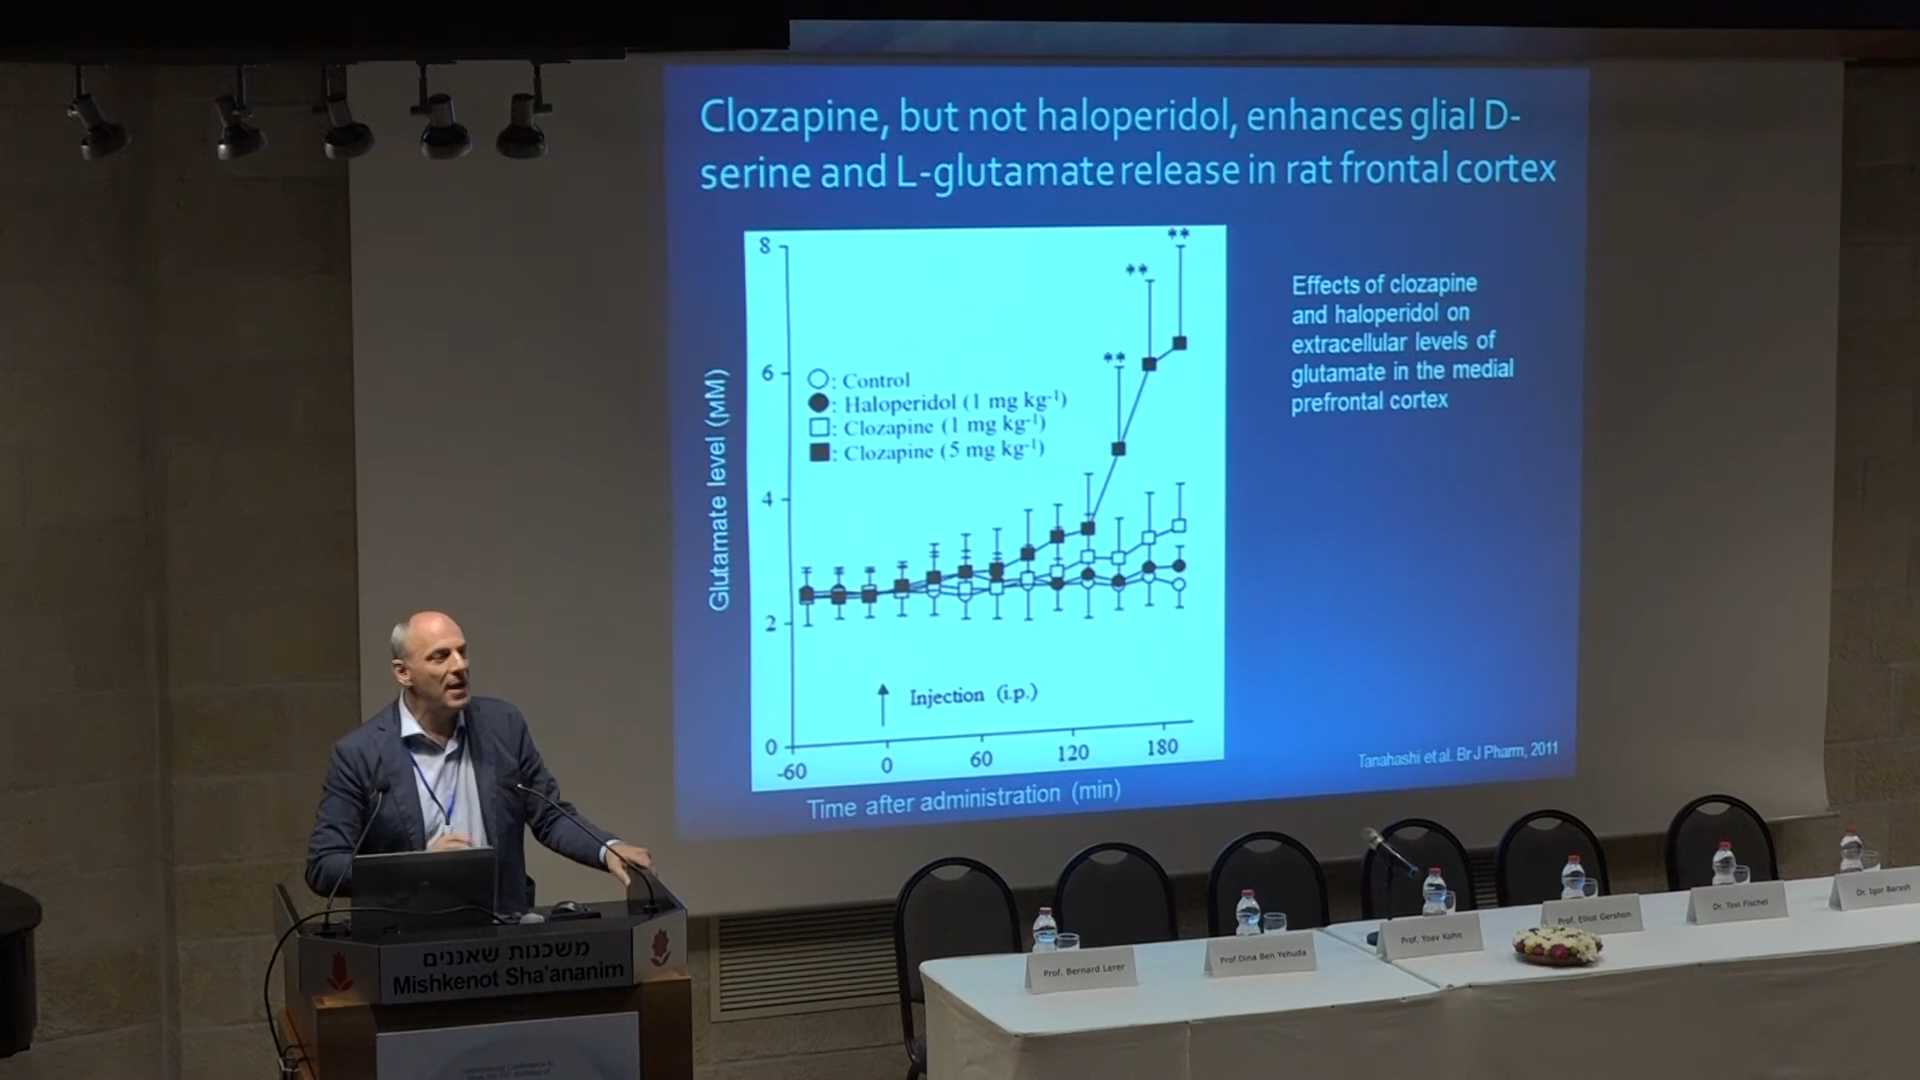 Clozapine, but not haloperidol, enhances glial D-
serine and L-glutamate release in rat frontal cortex
8
6
4
2
0
Glutamate level (MM)
**
**
**
: Control
: Haloperidol (1 mg kg-1)
: Clozapine (1 mg kg-1)
: Clozapine (5 mg kg-1)
Injection (i.p.)
-60 0 60 120 180
Time after administration (min)
Effects of clozapine
and haloperidol on
extracellular levels of
glutamate in the medial
prefrontal cortex
Tanahashi et al. Br J Pharm, 2011
משכנות שאננים
Mishkenot Sha'ananim
Prof. Bernard Lerer
Prof.Dina Ben Yehuda
Prof. Yoav Kohn
Prof. Elliot Gershon
Dr. Tsvi Fischel
Dr. Igor Barash